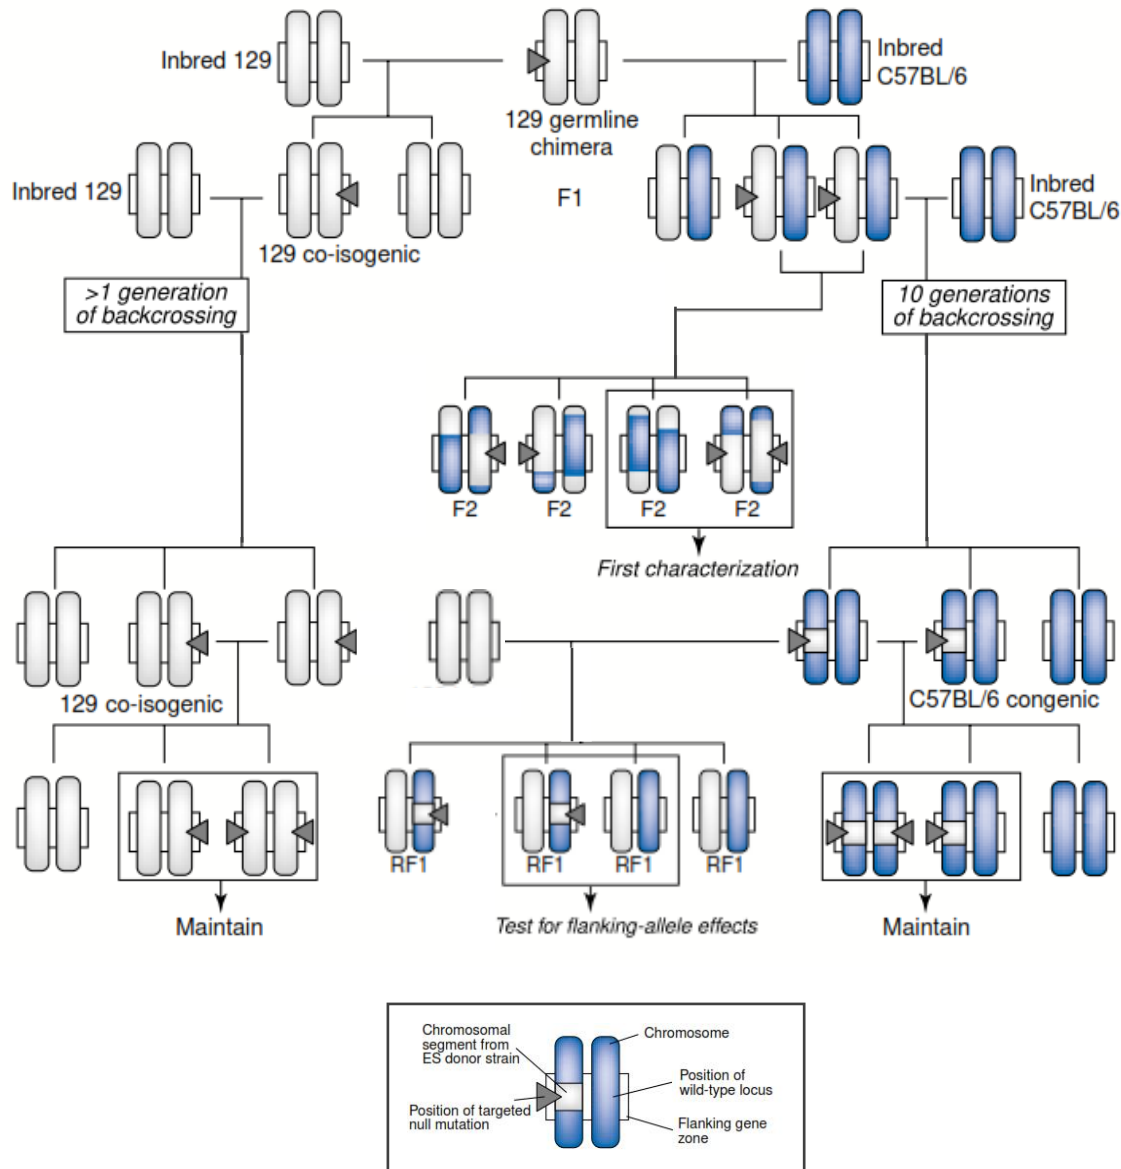 Inbred 129
Inbred
C57BL/6
129 germline
chimera
Inbred 129
F1
Inbred
C57BL/6
129 co-isogenic
>1 generation
of backcrossing
10 generations
of backcrossing
F2
F2
F2
F2
First characterization
129 co-isogenic
C57BL/6 congenic
RF1
RF1
RF1
RF1
Maintain
Test for flanking-allele effects
Maintain
Chromosomal
segment from
ES donor strain
Chromosome
Position of
wild-type locus
Position of targeted
null mutation
Flanking gene
zone